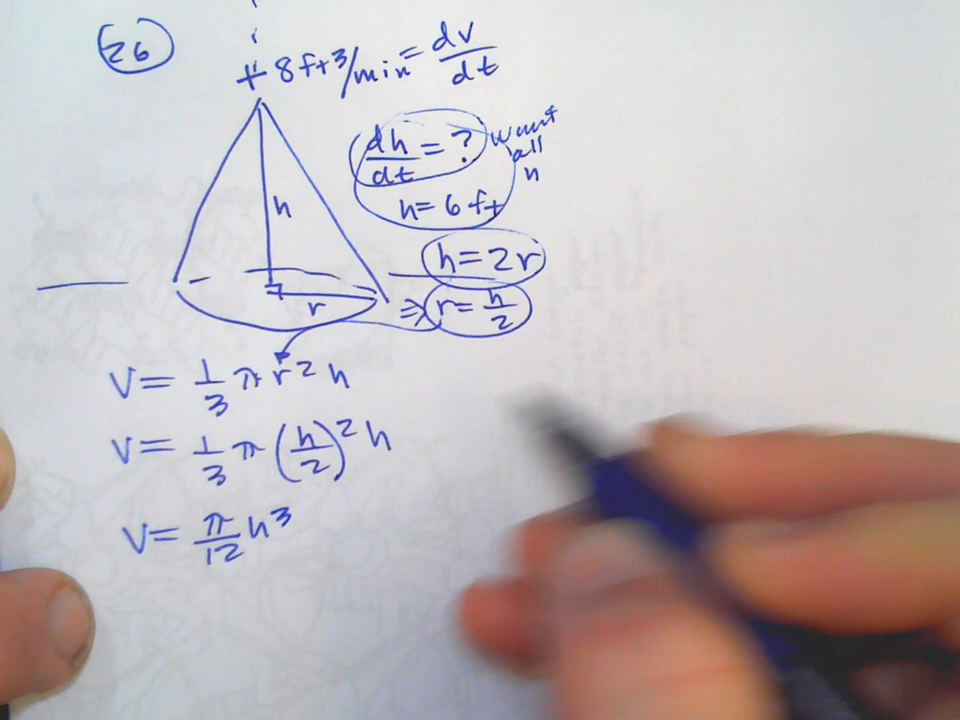 26
+ 8 ft³/min = dv/dt
dh/dt = ?
want
all
h
h = 6 ft
h
h = 2r
r
⇒ r = h/2
V = 1/3 π r² h
V = 1/3 π (h/2)² h
V = π/12 h³